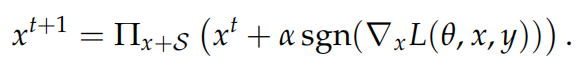 x^{t+1} = Π_{x+𝒮} (x^t + α sgn(∇_x L(θ, x, y))) .